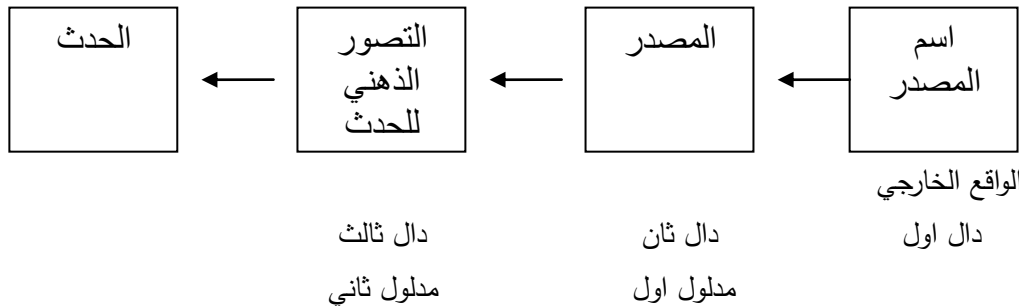 اسم
المصدر
المصدر
التصور
الذهني
للحدث
الحدث
الواقع الخارجي
دال اول
دال ثان
دال ثالث
مدلول اول
مدلول ثاني